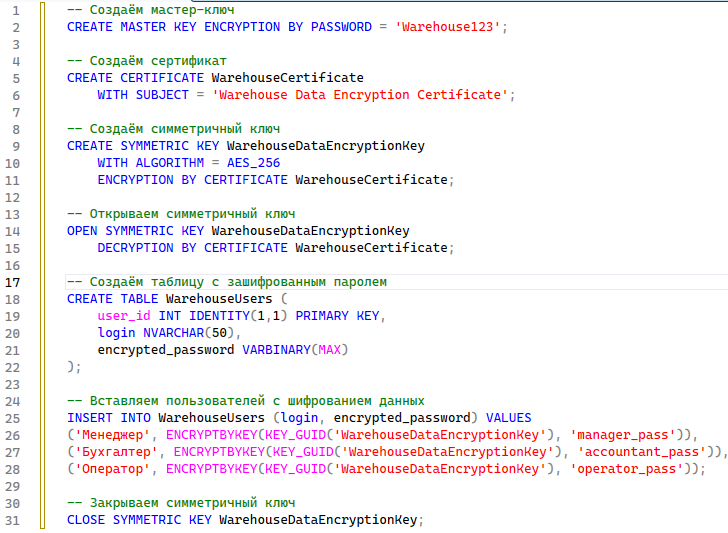 1 -- Создаём мастер-ключ
2 CREATE MASTER KEY ENCRYPTION BY PASSWORD = 'Warehouse123';
3
4 -- Создаём сертификат
5 CREATE CERTIFICATE WarehouseCertificate
6     WITH SUBJECT = 'Warehouse Data Encryption Certificate';
7
8 -- Создаём симметричный ключ
9 CREATE SYMMETRIC KEY WarehouseDataEncryptionKey
10     WITH ALGORITHM = AES_256
11     ENCRYPTION BY CERTIFICATE WarehouseCertificate;
12
13 -- Открываем симметричный ключ
14 OPEN SYMMETRIC KEY WarehouseDataEncryptionKey
15     DECRYPTION BY CERTIFICATE WarehouseCertificate;
16
17 -- Создаём таблицу с зашифрованным паролем
18 CREATE TABLE WarehouseUsers (
19     user_id INT IDENTITY(1,1) PRIMARY KEY,
20     login NVARCHAR(50),
21     encrypted_password VARBINARY(MAX)
22 );
23
24 -- Вставляем пользователей с шифрованием данных
25 INSERT INTO WarehouseUsers (login, encrypted_password) VALUES
26 ('Менеджер', ENCRYPTBYKEY(KEY_GUID('WarehouseDataEncryptionKey'), 'manager_pass')),
27 ('Бухгалтер', ENCRYPTBYKEY(KEY_GUID('WarehouseDataEncryptionKey'), 'accountant_pass')),
28 ('Оператор', ENCRYPTBYKEY(KEY_GUID('WarehouseDataEncryptionKey'), 'operator_pass'));
29
30 -- Закрываем симметричный ключ
31 CLOSE SYMMETRIC KEY WarehouseDataEncryptionKey;